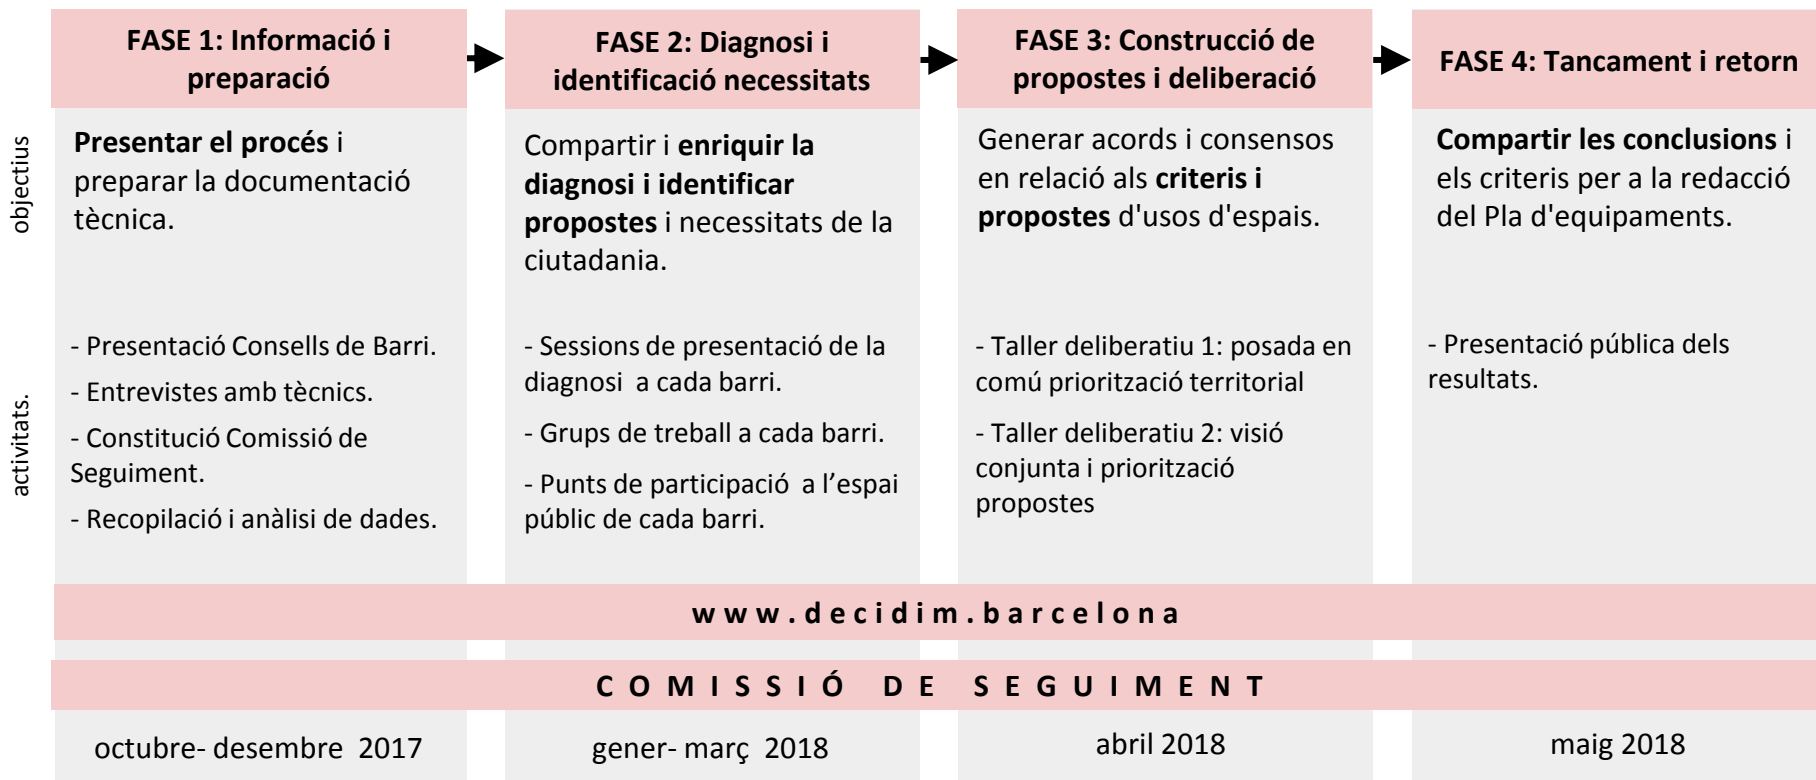 FASE 1: Informació i
preparació
FASE 2: Diagnosi i
identificació necessitats
FASE 3: Construcció de
propostes i deliberació
FASE 4: Tancament i retorn
objectius
Presentar el procés i
preparar la documentació
tècnica.
Compartir i enriquir la
diagnosi i identificar
propostes i necessitats de la
ciutadania.
Generar acords i consensos
en relació als criteris i
propostes d'usos d'espais.
Compartir les conclusions i
els criteris per a la redacció
del Pla d'equipaments.
activitats.
- Presentació Consells de Barri.
- Entrevistes amb tècnics.
- Constitució Comissió de
Seguiment.
- Recopilació i anàlisi de dades.
- Sessions de presentació de la
diagnosi a cada barri.
- Grups de treball a cada barri.
- Punts de participació a l’espai
públic de cada barri.
- Taller deliberatiu 1: posada en
comú priorització territorial
- Taller deliberatiu 2: visió
conjunta i priorització
propostes
- Presentació pública dels
resultats.
www.decidim.barcelona
COMISSIÓ DE SEGUIMENT
octubre- desembre 2017
gener- març 2018
abril 2018
maig 2018